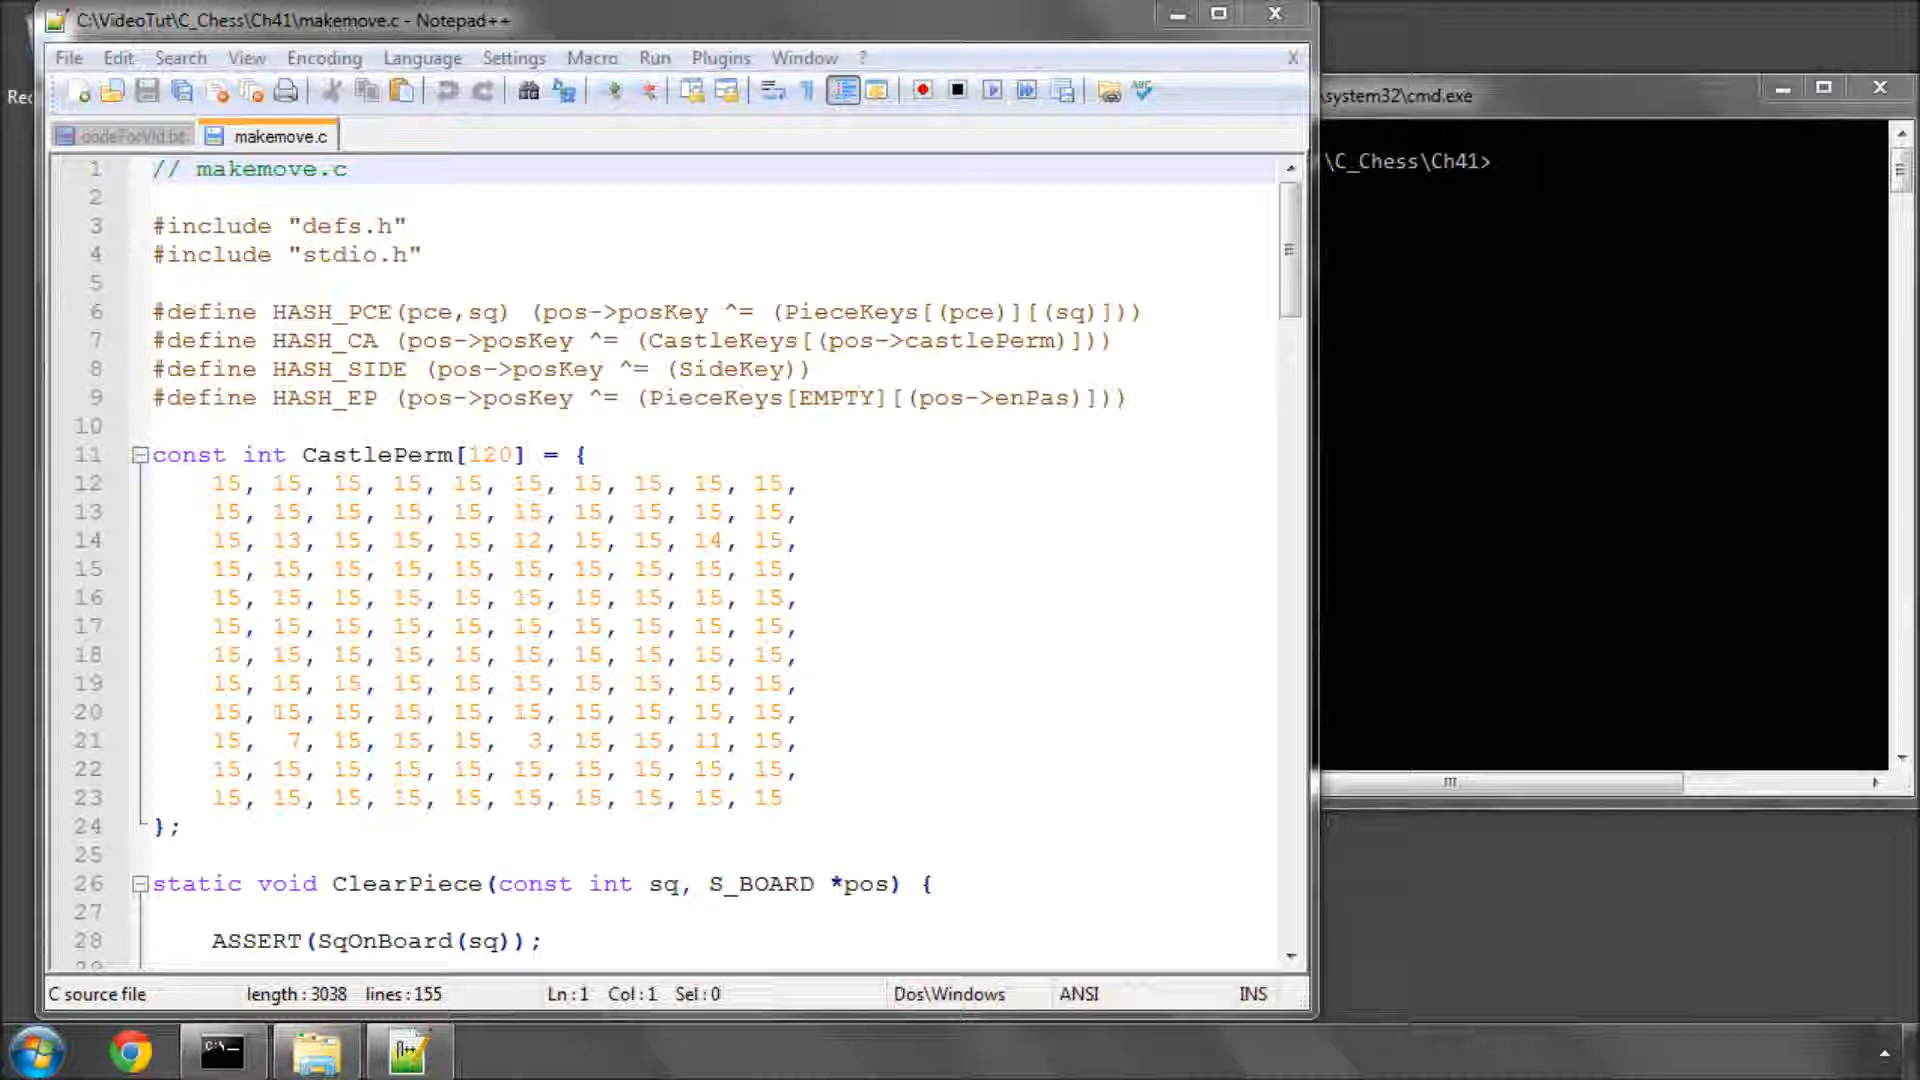 C:\VideoTut\C_Chess\Ch41\makemove.c - Notepad++
File Edit Search View Encoding Language Settings Macro Run Plugins Window ?
X
Rec
codeForVid.txt makemove.c
1 // makemove.c
2
3 #include "defs.h"
4 #include "stdio.h"
5
6 #define HASH_PCE(pce,sq) (pos->posKey ^= (PieceKeys[(pce)][(sq)]))
7 #define HASH_CA (pos->posKey ^= (CastleKeys[(pos->castlePerm)]))
8 #define HASH_SIDE (pos->posKey ^= (SideKey))
9 #define HASH_EP (pos->posKey ^= (PieceKeys[EMPTY][(pos->enPas)]))
10
11 const int CastlePerm[120] = {
12 15, 15, 15, 15, 15, 15, 15, 15, 15, 15,
13 15, 15, 15, 15, 15, 15, 15, 15, 15, 15,
14 15, 13, 15, 15, 15, 12, 15, 15, 14, 15,
15 15, 15, 15, 15, 15, 15, 15, 15, 15, 15,
16 15, 15, 15, 15, 15, 15, 15, 15, 15, 15,
17 15, 15, 15, 15, 15, 15, 15, 15, 15, 15,
18 15, 15, 15, 15, 15, 15, 15, 15, 15, 15,
19 15, 15, 15, 15, 15, 15, 15, 15, 15, 15,
20 15, 15, 15, 15, 15, 15, 15, 15, 15, 15,
21 15, 7, 15, 15, 15, 3, 15, 15, 11, 15,
22 15, 15, 15, 15, 15, 15, 15, 15, 15, 15,
23 15, 15, 15, 15, 15, 15, 15, 15, 15, 15
24 };
25
26 static void ClearPiece(const int sq, S_BOARD *pos) {
27
28 ASSERT(SqOnBoard(sq));
29
C source file length : 3038 lines : 155 Ln : 1 Col : 1 Sel : 0 Dos\Windows ANSI INS
\system32\cmd.exe
\C_Chess\Ch41>